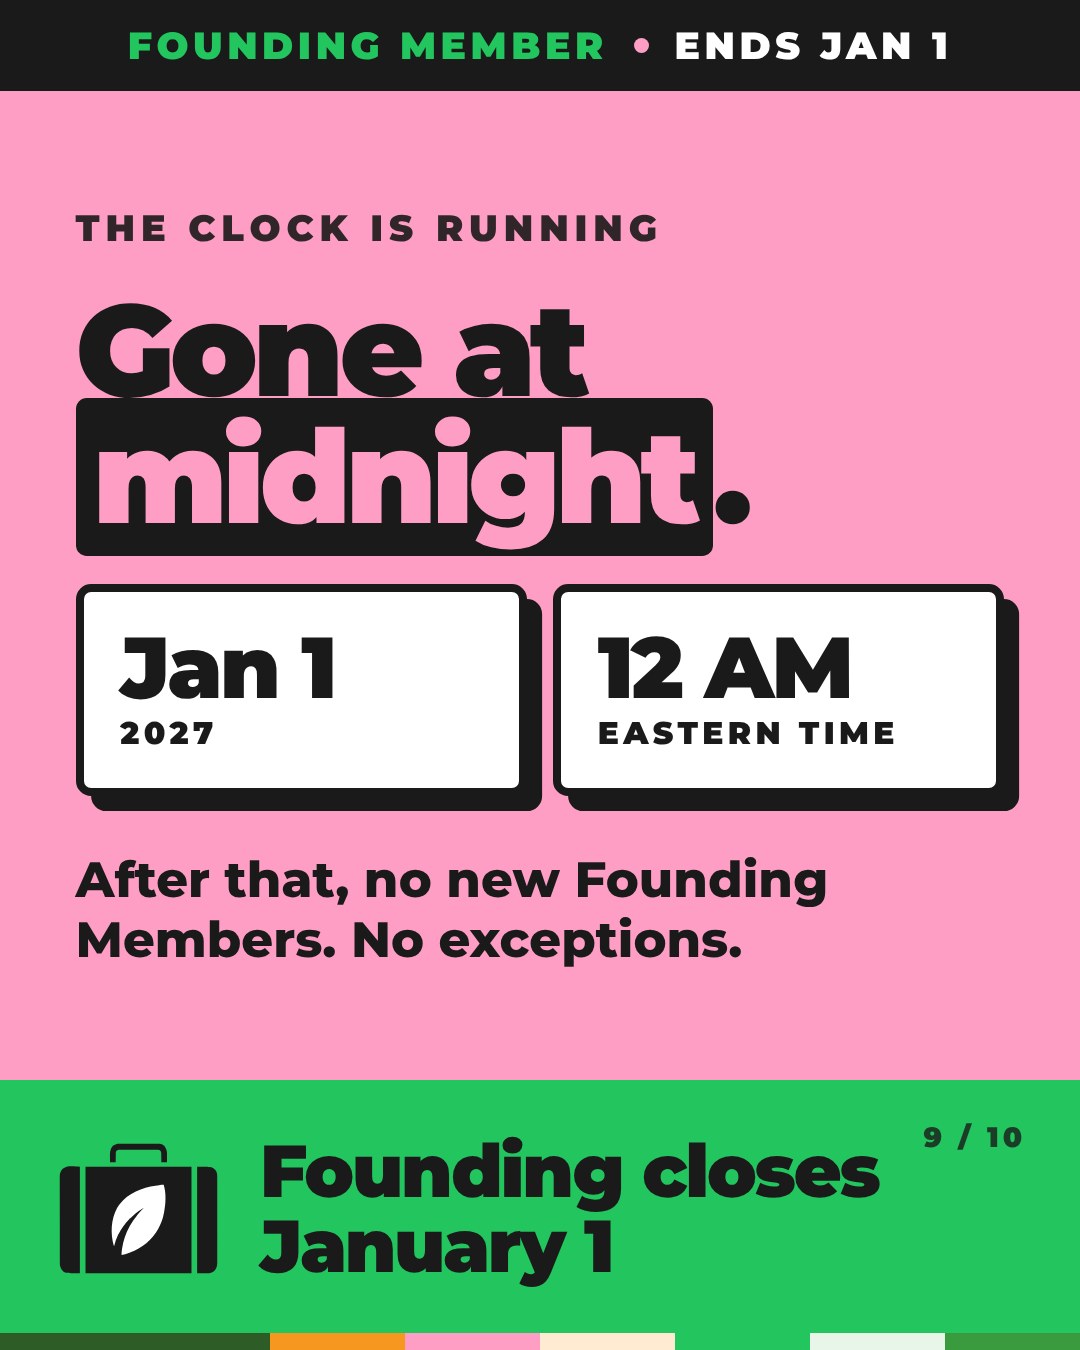 FOUNDING MEMBER • ENDS JAN 1
THE CLOCK IS RUNNING
Gone at
midnight.
Jan 1
2027
12 AM
EASTERN TIME
After that, no new Founding
Members. No exceptions.
9 / 10
Founding closes
January 1